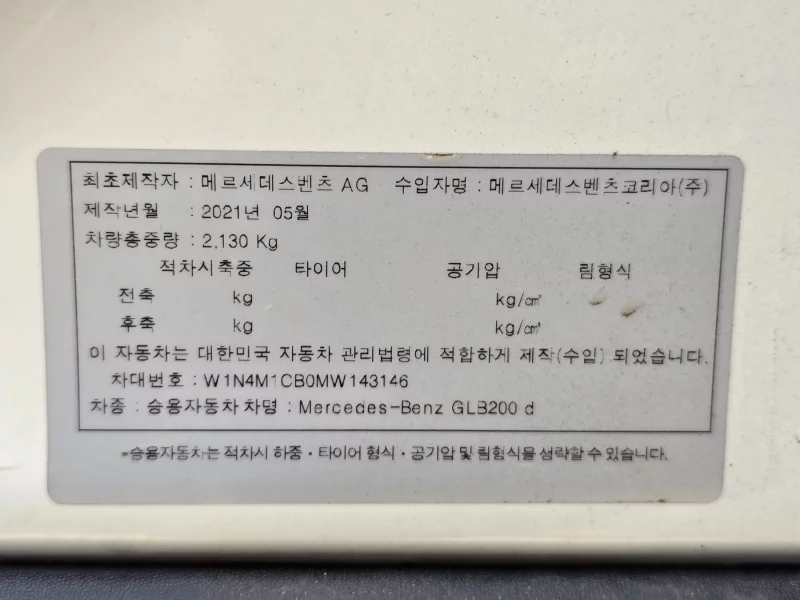 최초제작자 : 메르세데스벤츠 AG 수입자명 : 메르세데스벤츠코리아(주)
제작년월 : 2021년 05월
차량총중량 : 2,130 Kg
적차시축중 타이어 공기압 림형식
전축 kg kg/㎠
후축 kg kg/㎠
이 자동차는 대한민국 자동차 관리법령에 적합하게 제작(수입) 되었습니다.
차대번호 : W1N4M1CB0MW143146
차종 : 승용자동차 차명 : Mercedes-Benz GLB200 d
*승용자동차는 적차시 하중·타이어 형식·공기압 및 림형식을 생략할 수 있습니다.